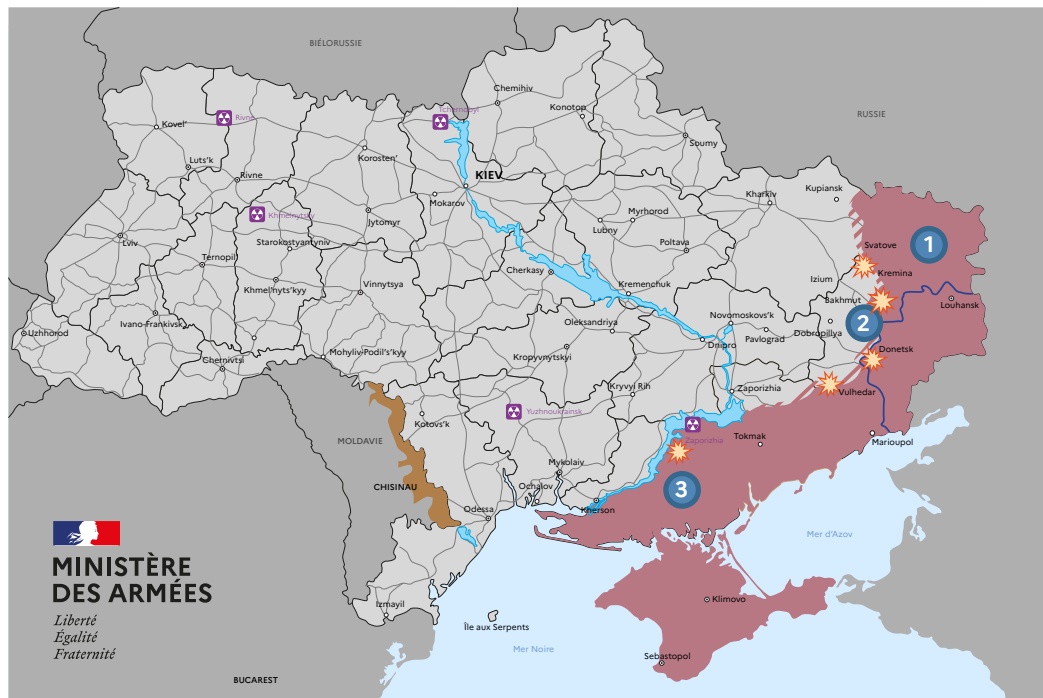 BIÉLORUSSIE
RUSSIE
Chernihiv
Konotop
Tchernobyl
Rivne
Kovel'
Soumy
Korosten'
Luts'k
Rivne
KIEV
Kharkiv
Kupiansk
Mokarov
Khmelnytsky
Jytomyr
Myrhorod
Lubny
Lviv
Starokostyantyniv
Poltava
Svatove
1
Ternopil
Cherkasy
Kremina
Izium
Khmel'nyts'kyy
Vinnytsya
Kremenchuk
Bakhmut
Louhansk
Novomoskovs'k
Ivano-Frankivsk
Oleksandriya
2
Uzhhorod
Pavlograd
Dobropillya
Dnipro
Donetsk
Mohyliv-Podil's'kyy
Kropyvnytskyi
Chernivtsi
Kryvyi Rih
Zaporizhia
Vulhedar
Yuzhnoukrainsk
Kotovs'k
Zaporizhia
Tokmak
Marioupol
MOLDAVIE
Mykolaiv
CHISINAU
Ochalov
3
Odessa
Kherson
Mer d'Azov
MINISTÈRE
DES ARMÉES
Liberté
Égalité
Fraternité
Izmayil
Klimovo
Île aux Serpents
Mer Noire
Sebastopol
BUCAREST